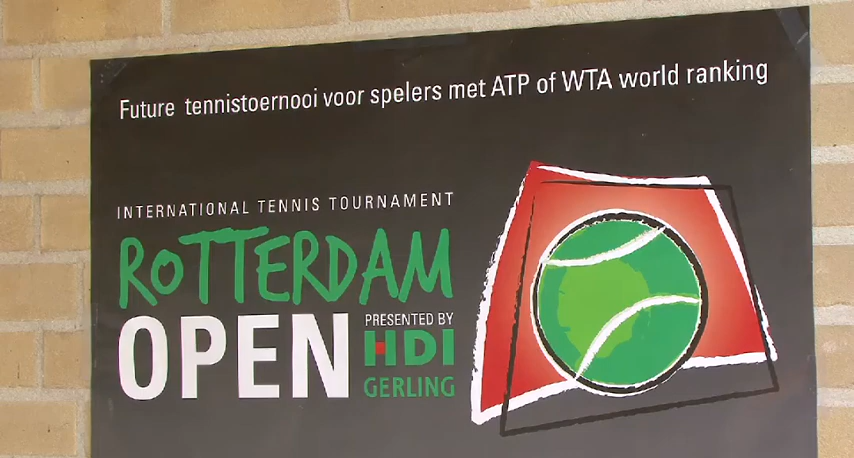 Future tennistoernooi voor spelers met ATP of WTA world ranking
INTERNATIONAL TENNIS TOURNAMENT
ROTTERDAM
OPEN
PRESENTED BY
HDI
GERLING